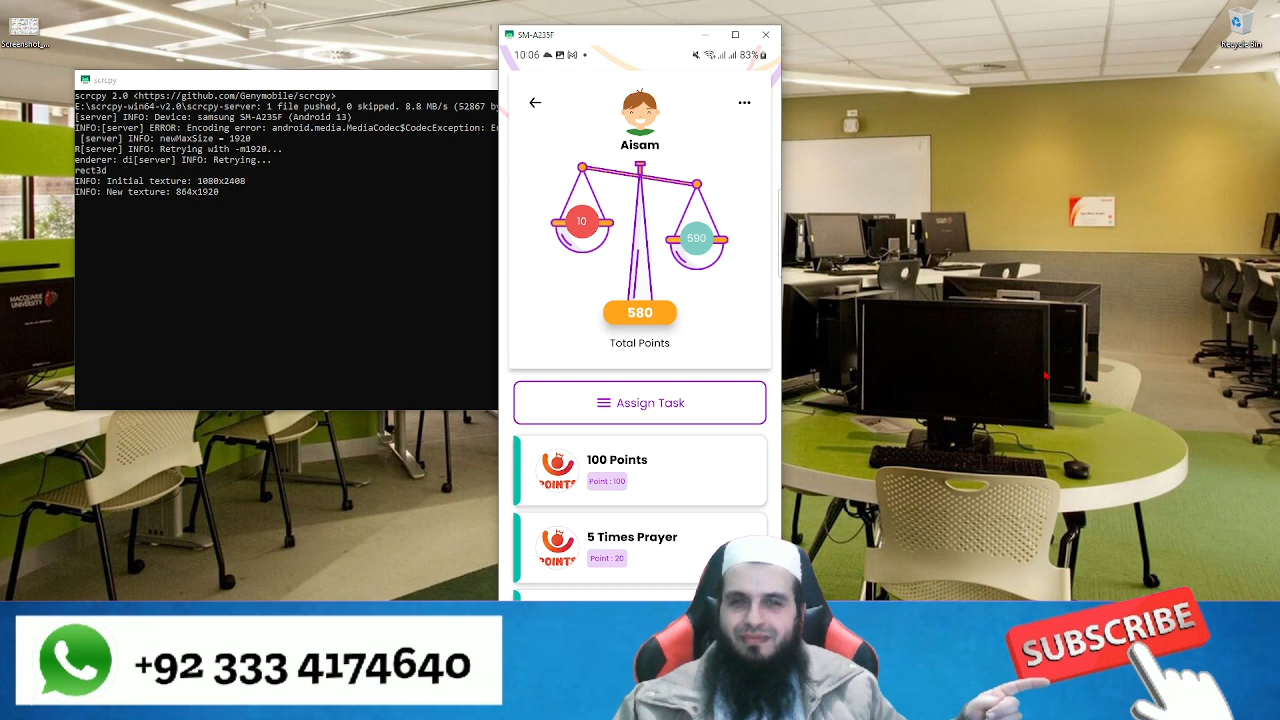 Screenshot_...
Recycle Bin
scrcpy
scrcpy 2.0 <https://github.com/Genymobile/scrcpy>
E:\scrcpy-win64-v2.0\scrcpy-server: 1 file pushed, 0 skipped. 8.8 MB/s (52867 by
[server] INFO: Device: samsung SM-A235F (Android 13)
INFO:[server] ERROR: Encoding error: android.media.MediaCodec$CodecException: Er
[server] INFO: newMaxSize = 1920
R[server] INFO: Retrying with -m1920...
enderer: di[server] INFO: Retrying...
rect3d
INFO: Initial texture: 1080x2408
INFO: New texture: 864x1920
SM-A235F
10:06
83%
Aisam
10
590
580
Total Points
Assign Task
POINTS
100 Points
Point : 100
POINTS
5 Times Prayer
Point : 20
MACQUARIE
UNIVERSITY
DELL
+92 333 4174640
SUBSCRIBE